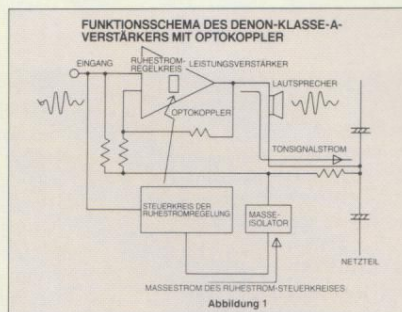 FUNKTIONSSCHEMA DES DENON-KLASSE-A-
VERSTÄRKERS MIT OPTOKOPPLER
EINGANG
RUHESTROM-
REGELKREIS
LEISTUNGSVERSTÄRKER
LAUTSPRECHER
OPTOKOPPLER
TONSIGNALSTROM
STEUERKREIS DER
RUHESTROMREGELUNG
MASSE-
ISOLATOR
NETZTEIL
MASSESTROM DES RUHESTROM-STEUERKREISES
Abbildung 1